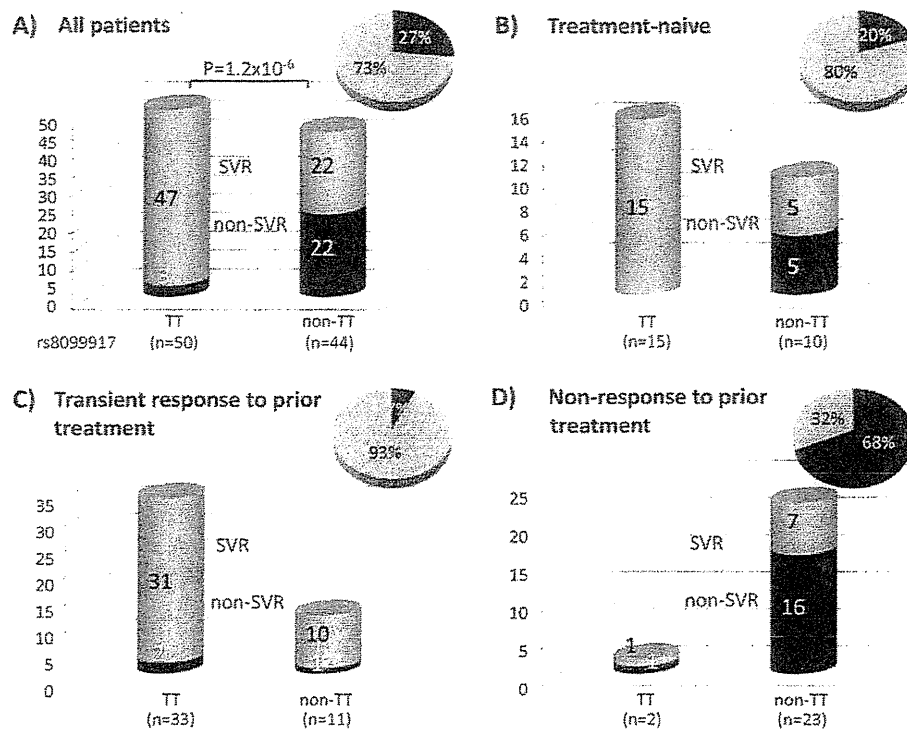 A) All patients
27%
73%
P=1.2x10-6
50
45
40
35
30
25
20
15
10
5
0
SVR
non-SVR
47
3
22
22
rs8099917
TT
(n=50)
non-TT
(n=44)
B) Treatment-naive
20%
80%
16
14
12
10
8
6
4
2
0
SVR
non-SVR
15
5
5
TT
(n=15)
non-TT
(n=10)
C) Transient response to prior
treatment
93%
35
30
25
20
15
10
5
0
SVR
non-SVR
31
2
10
TT
(n=33)
non-TT
(n=11)
D) Non-response to prior
treatment
32%
68%
25
20
15
10
5
0
SVR
non-SVR
1
7
16
TT
(n=2)
non-TT
(n=23)